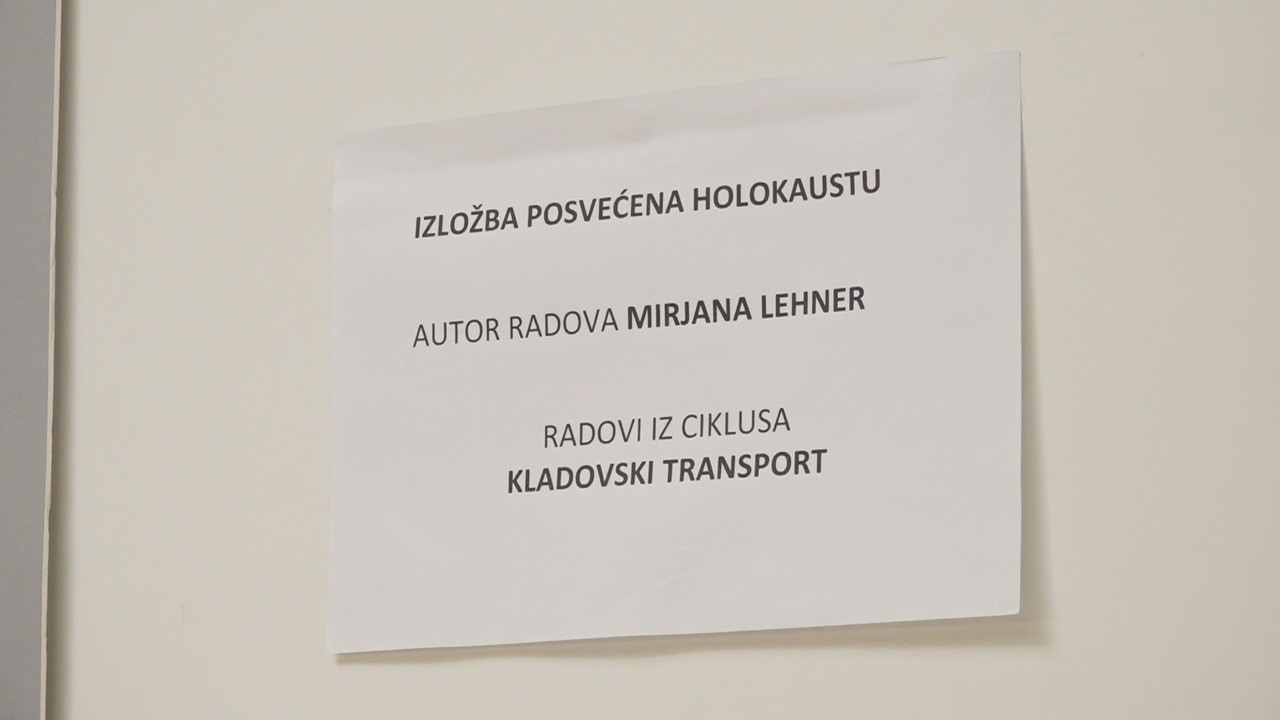 IZLOŽBA POSVEĆENA HOLOKAUSTU
AUTOR RADOVA MIRJANA LEHNER
RADOVI IZ CIKLUSA
KLADOVSKI TRANSPORT